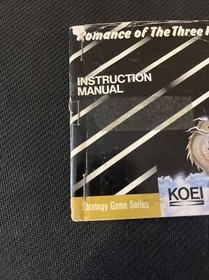 Romance of The Three
INSTRUCTION
MANUAL
KOEI
Strategy Game Series